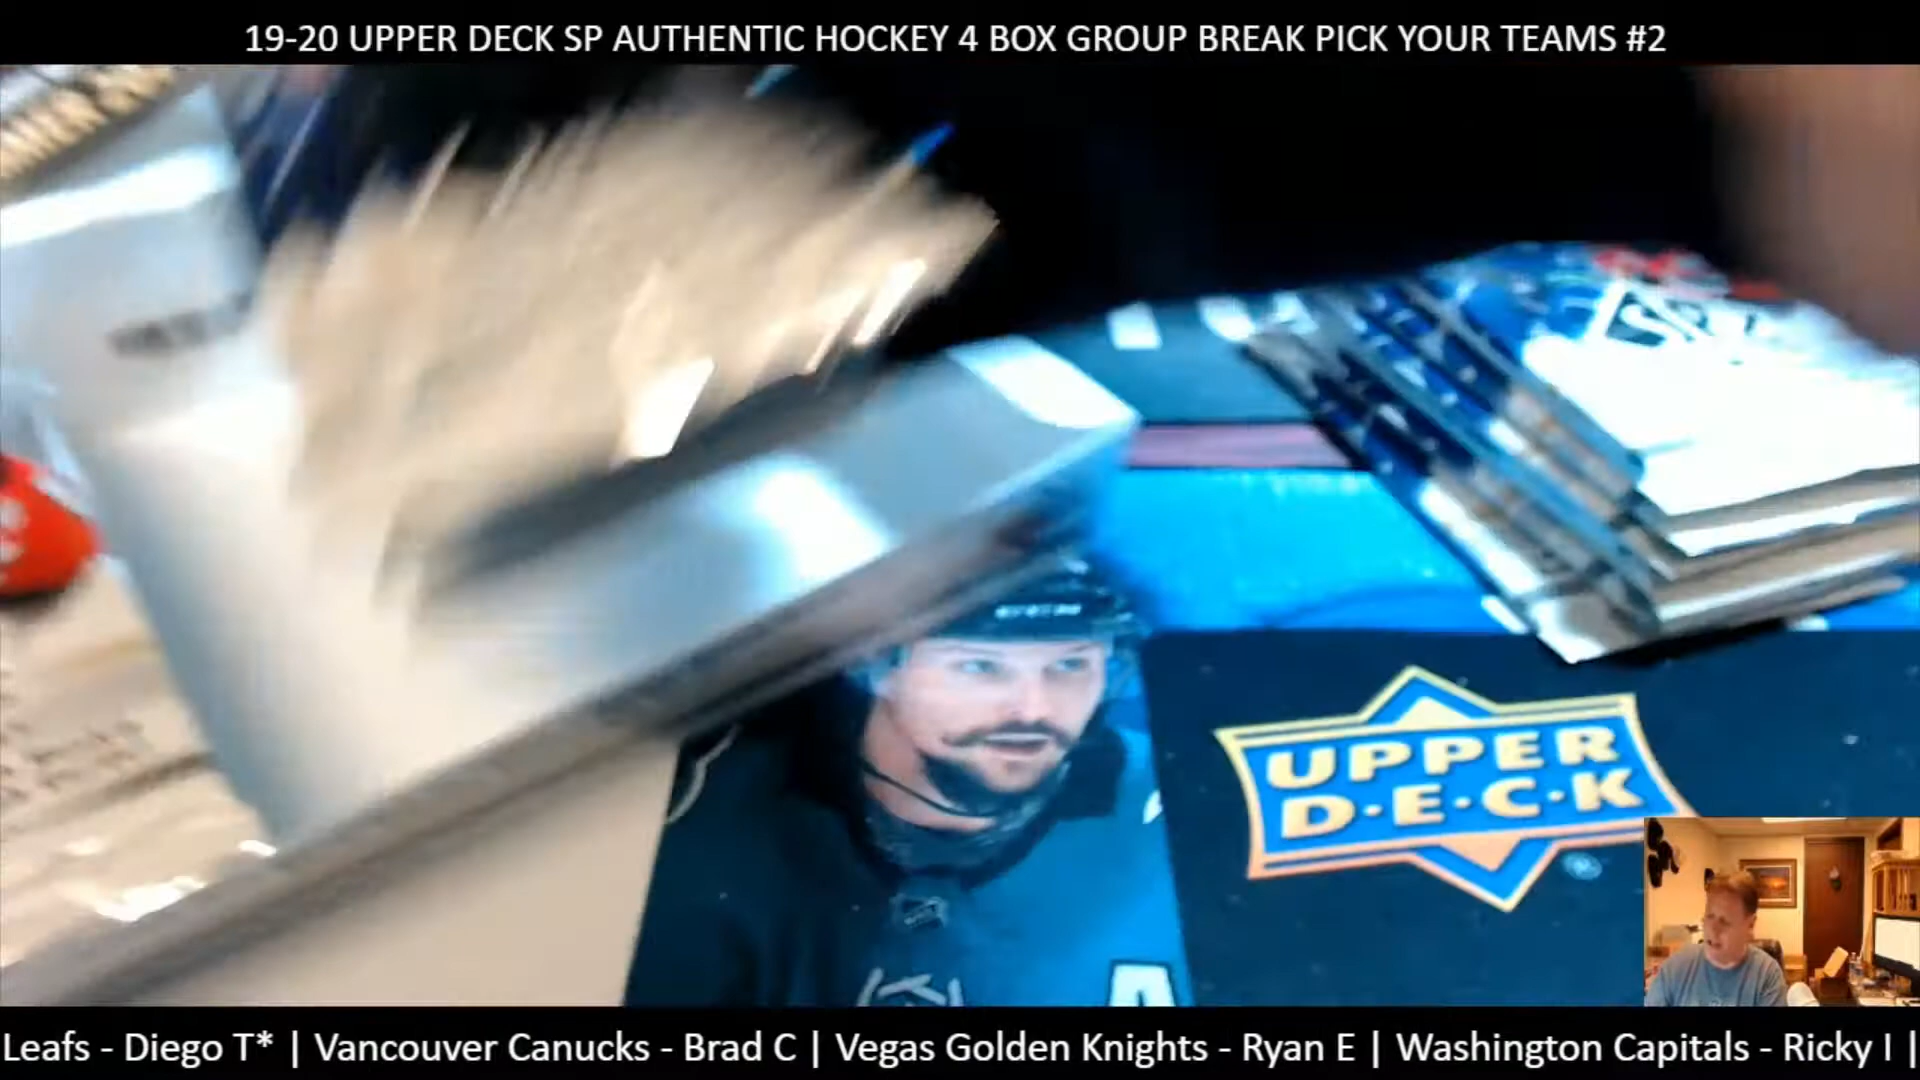 19-20 UPPER DECK SP AUTHENTIC HOCKEY 4 BOX GROUP BREAK PICK YOUR TEAMS #2
UPPER
D·E·C·K
A
Leafs - Diego T* | Vancouver Canucks - Brad C | Vegas Golden Knights - Ryan E | Washington Capitals - Ricky I |